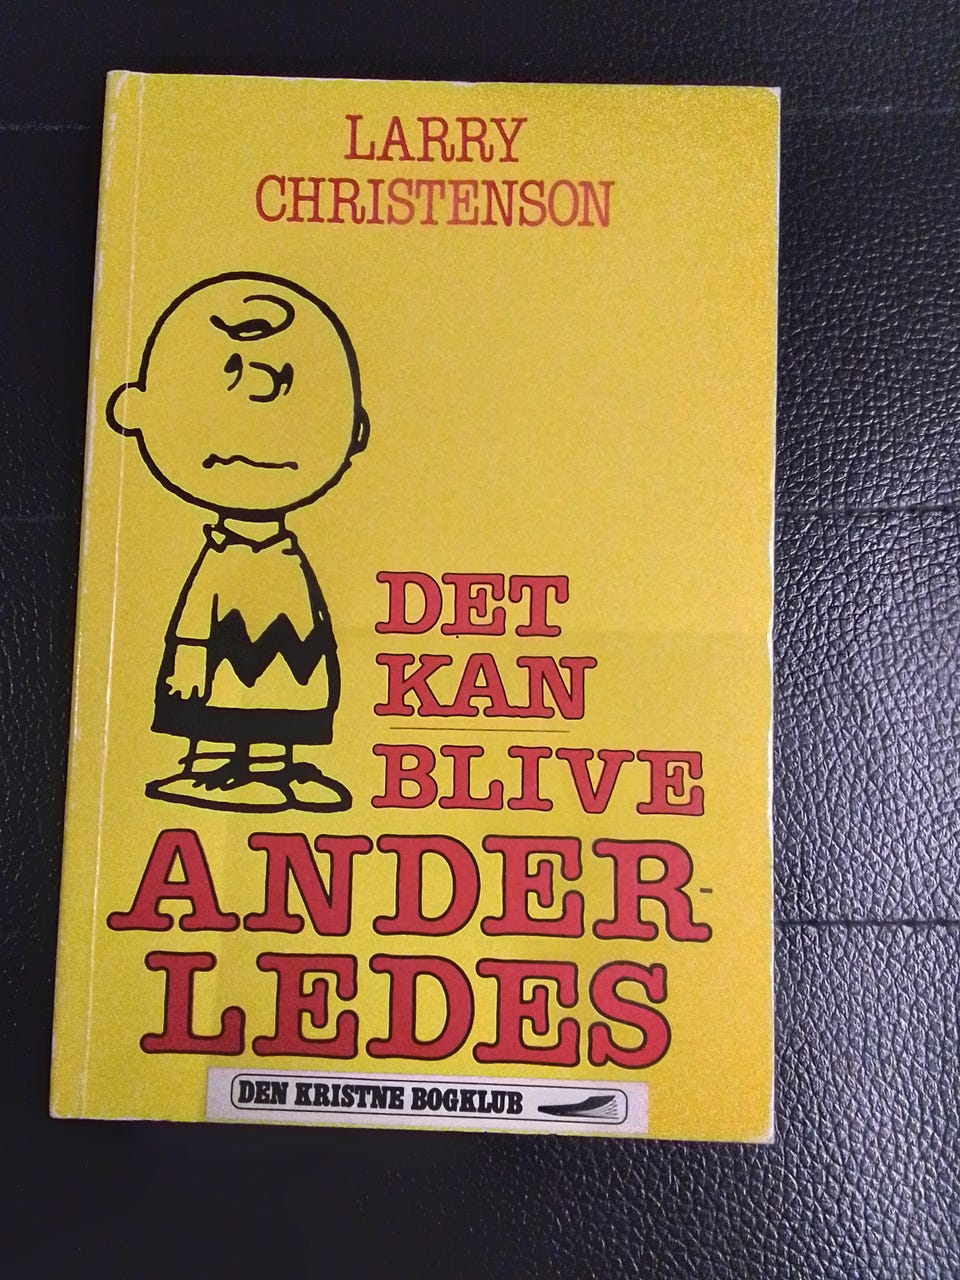 LARRY
CHRISTENSON
DET
KAN
BLIVE
ANDER-
LEDES
DEN KRISTNE BOGKLUB